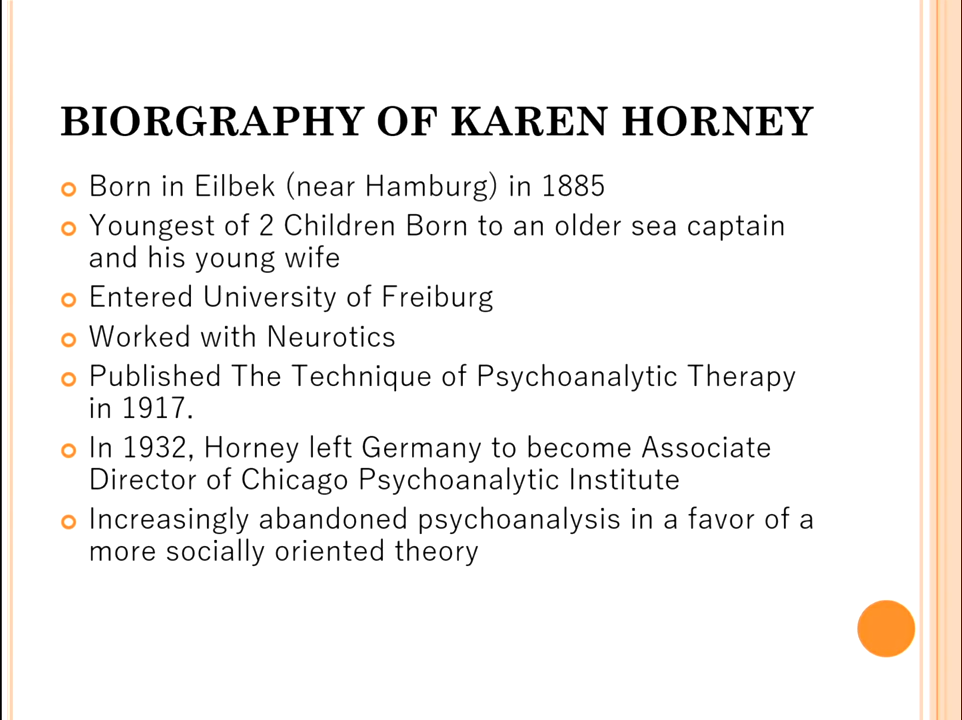 BIORGRAPHY OF KAREN HORNEY
Born in Eilbek (near Hamburg) in 1885
Youngest of 2 Children Born to an older sea captain
and his young wife
Entered University of Freiburg
Worked with Neurotics
Published The Technique of Psychoanalytic Therapy
in 1917.
In 1932, Horney left Germany to become Associate
Director of Chicago Psychoanalytic Institute
Increasingly abandoned psychoanalysis in a favor of a
more socially oriented theory